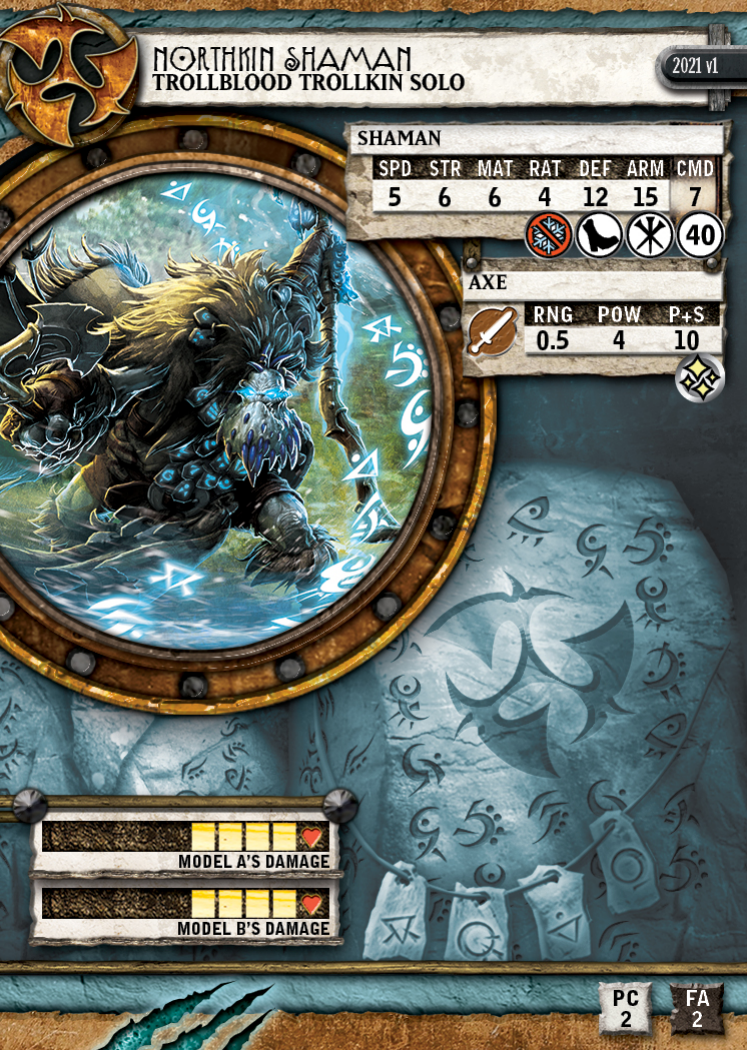 NORTHKIN SHAMAN
TROLLBLOOD TROLLKIN SOLO
2021 v1
SHAMAN
SPD STR MAT RAT DEF ARM CMD
5 6 6 4 12 15 7
40
AXE
RNG POW P+S
0.5 4 10
MODEL A'S DAMAGE
MODEL B'S DAMAGE
PC FA
2 2